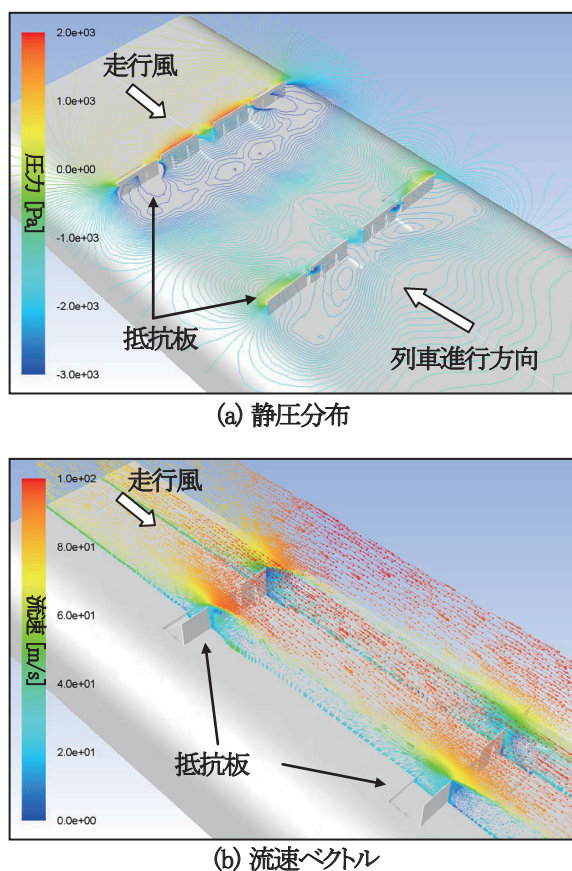 2.0e+03
1.0e+03
0.0e+00
-1.0e+03
-2.0e+03
-3.0e+03
圧力 [Pa]
走行風
抵抗板
列車進行方向
(a) 静圧分布
1.0e+02
8.0e+01
6.0e+01
4.0e+01
2.0e+01
0.0e+00
流速 [m/s]
走行風
抵抗板
(b) 流速ベクトル